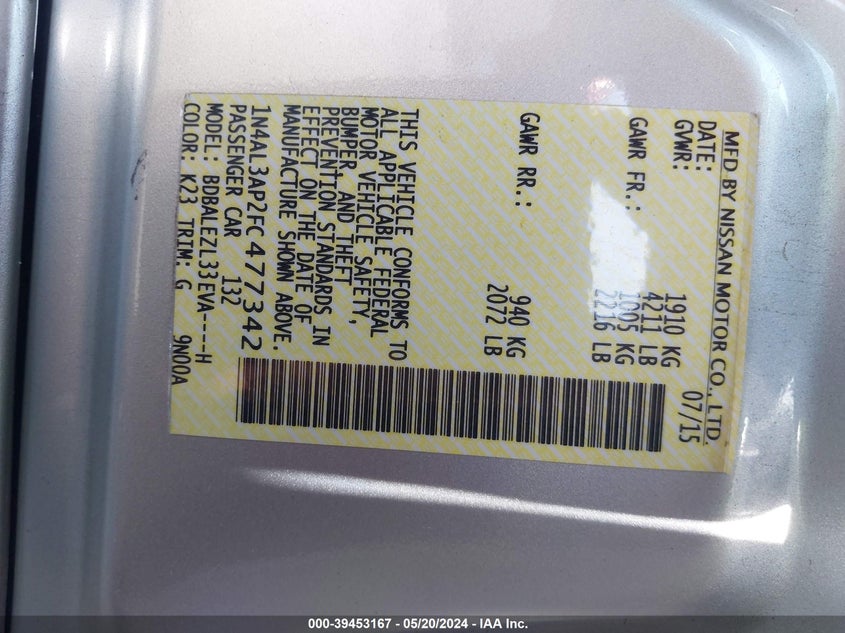 MFD BY NISSAN MOTOR CO., LTD.
DATE: 07/15
GVWR: 1910 KG
4211 LB
GAWR FR.: 1005 KG
2216 LB
GAWR RR.: 940 KG
2072 LB
THIS VEHICLE CONFORMS TO
ALL APPLICABLE FEDERAL
MOTOR VEHICLE SAFETY,
BUMPER, AND THEFT
PREVENTION STANDARDS IN
EFFECT ON THE DATE OF
MANUFACTURE SHOWN ABOVE.
1N4AL3AP2FC477342
PASSENGER CAR 132
MODEL: BDBALEZL33EVA----H
COLOR: K23 TRIM: G 9N00A
000-39453167 - 05/20/2024 - IAA Inc.